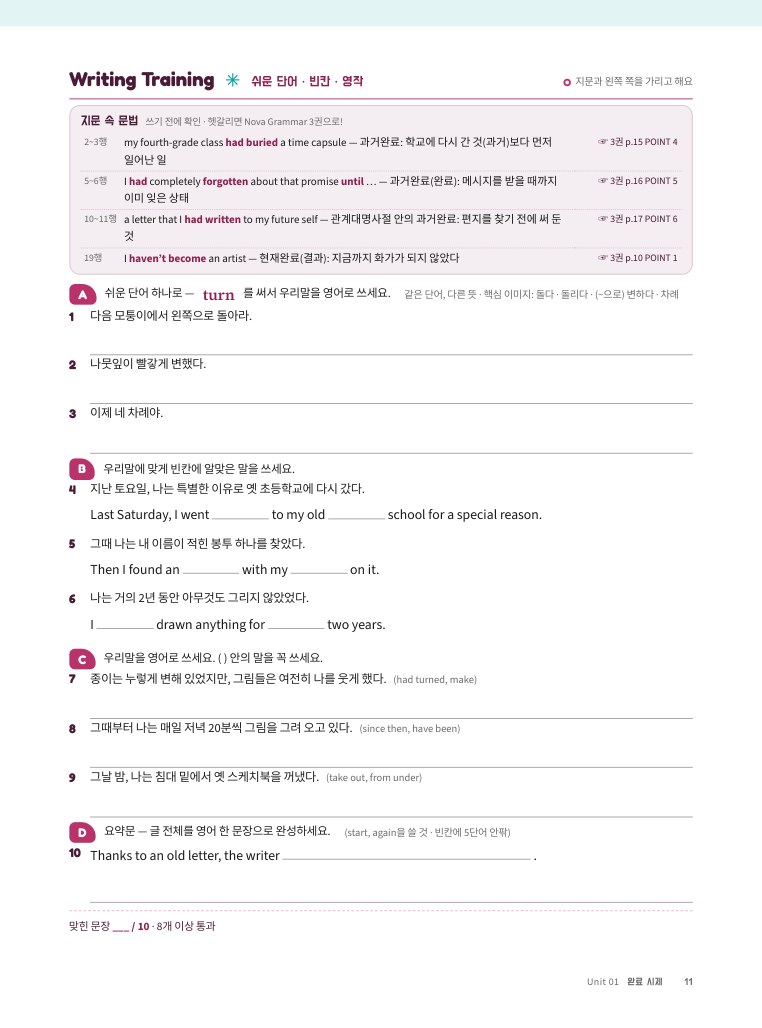 Writing Training ✳ 쉬운 단어 · 빈칸 · 영작
지문과 왼쪽 쪽을 가리고 해요
지문 속 문법 쓰기 전에 확인 · 헷갈리면 Nova Grammar 3권으로!
2~3행 my fourth-grade class had buried a time capsule — 과거완료: 학교에 다시 간 것(과거)보다 먼저 ☞ 3권 p.15 POINT 4
일어난 일
5~6행 I had completely forgotten about that promise until … — 과거완료(완료): 메시지를 받을 때까지 ☞ 3권 p.16 POINT 5
이미 잊은 상태
10~11행 a letter that I had written to my future self — 관계대명사절 안의 과거완료: 편지를 찾기 전에 써 둔 ☞ 3권 p.17 POINT 6
것
19행 I haven’t become an artist — 현재완료(결과): 지금까지 화가가 되지 않았다 ☞ 3권 p.10 POINT 1
A 쉬운 단어 하나로 — turn 를 써서 우리말을 영어로 쓰세요. 같은 단어, 다른 뜻 · 핵심 이미지: 돌다 · 돌리다 · (~으로) 변하다 · 차례
1 다음 모퉁이에서 왼쪽으로 돌아라.
2 나뭇잎이 빨갛게 변했다.
3 이제 네 차례야.
B 우리말에 맞게 빈칸에 알맞은 말을 쓰세요.
4 지난 토요일, 나는 특별한 이유로 옛 초등학교에 다시 갔다.
Last Saturday, I went ________ to my old ________ school for a special reason.
5 그때 나는 내 이름이 적힌 봉투 하나를 찾았다.
Then I found an ________ with my ________ on it.
6 나는 거의 2년 동안 아무것도 그리지 않았었다.
I ________ drawn anything for ________ two years.
C 우리말을 영어로 쓰세요. ( ) 안의 말을 꼭 쓰세요.
7 종이는 누렇게 변해 있었지만, 그림들은 여전히 나를 웃게 했다. (had turned, make)
8 그때부터 나는 매일 저녁 20분씩 그림을 그려 오고 있다. (since then, have been)
9 그날 밤, 나는 침대 밑에서 옛 스케치북을 꺼냈다. (take out, from under)
D 요약문 — 글 전체를 영어 한 문장으로 완성하세요. (start, again을 쓸 것 · 빈칸에 5단어 안팎)
10 Thanks to an old letter, the writer ________________________________ .
맞힌 문장 ___ / 10 · 8개 이상 통과
Unit 01 완료 시제 11